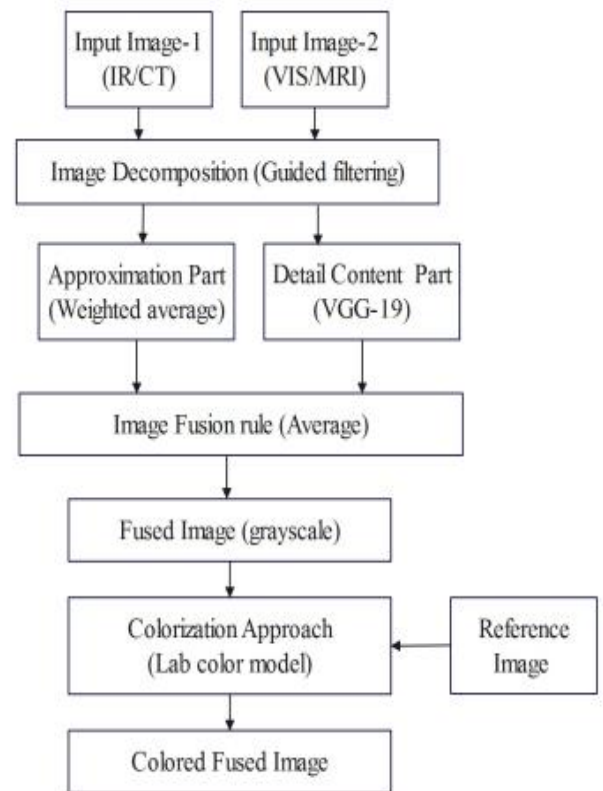 Input Image-1
(IR/CT)
Input Image-2
(VIS/MRI)
Image Decomposition (Guided filtering)
Approximation Part
(Weighted average)
Detail Content Part
(VGG-19)
Image Fusion rule (Average)
Fused Image (grayscale)
Colorization Approach
(Lab color model)
Reference
Image
Colored Fused Image